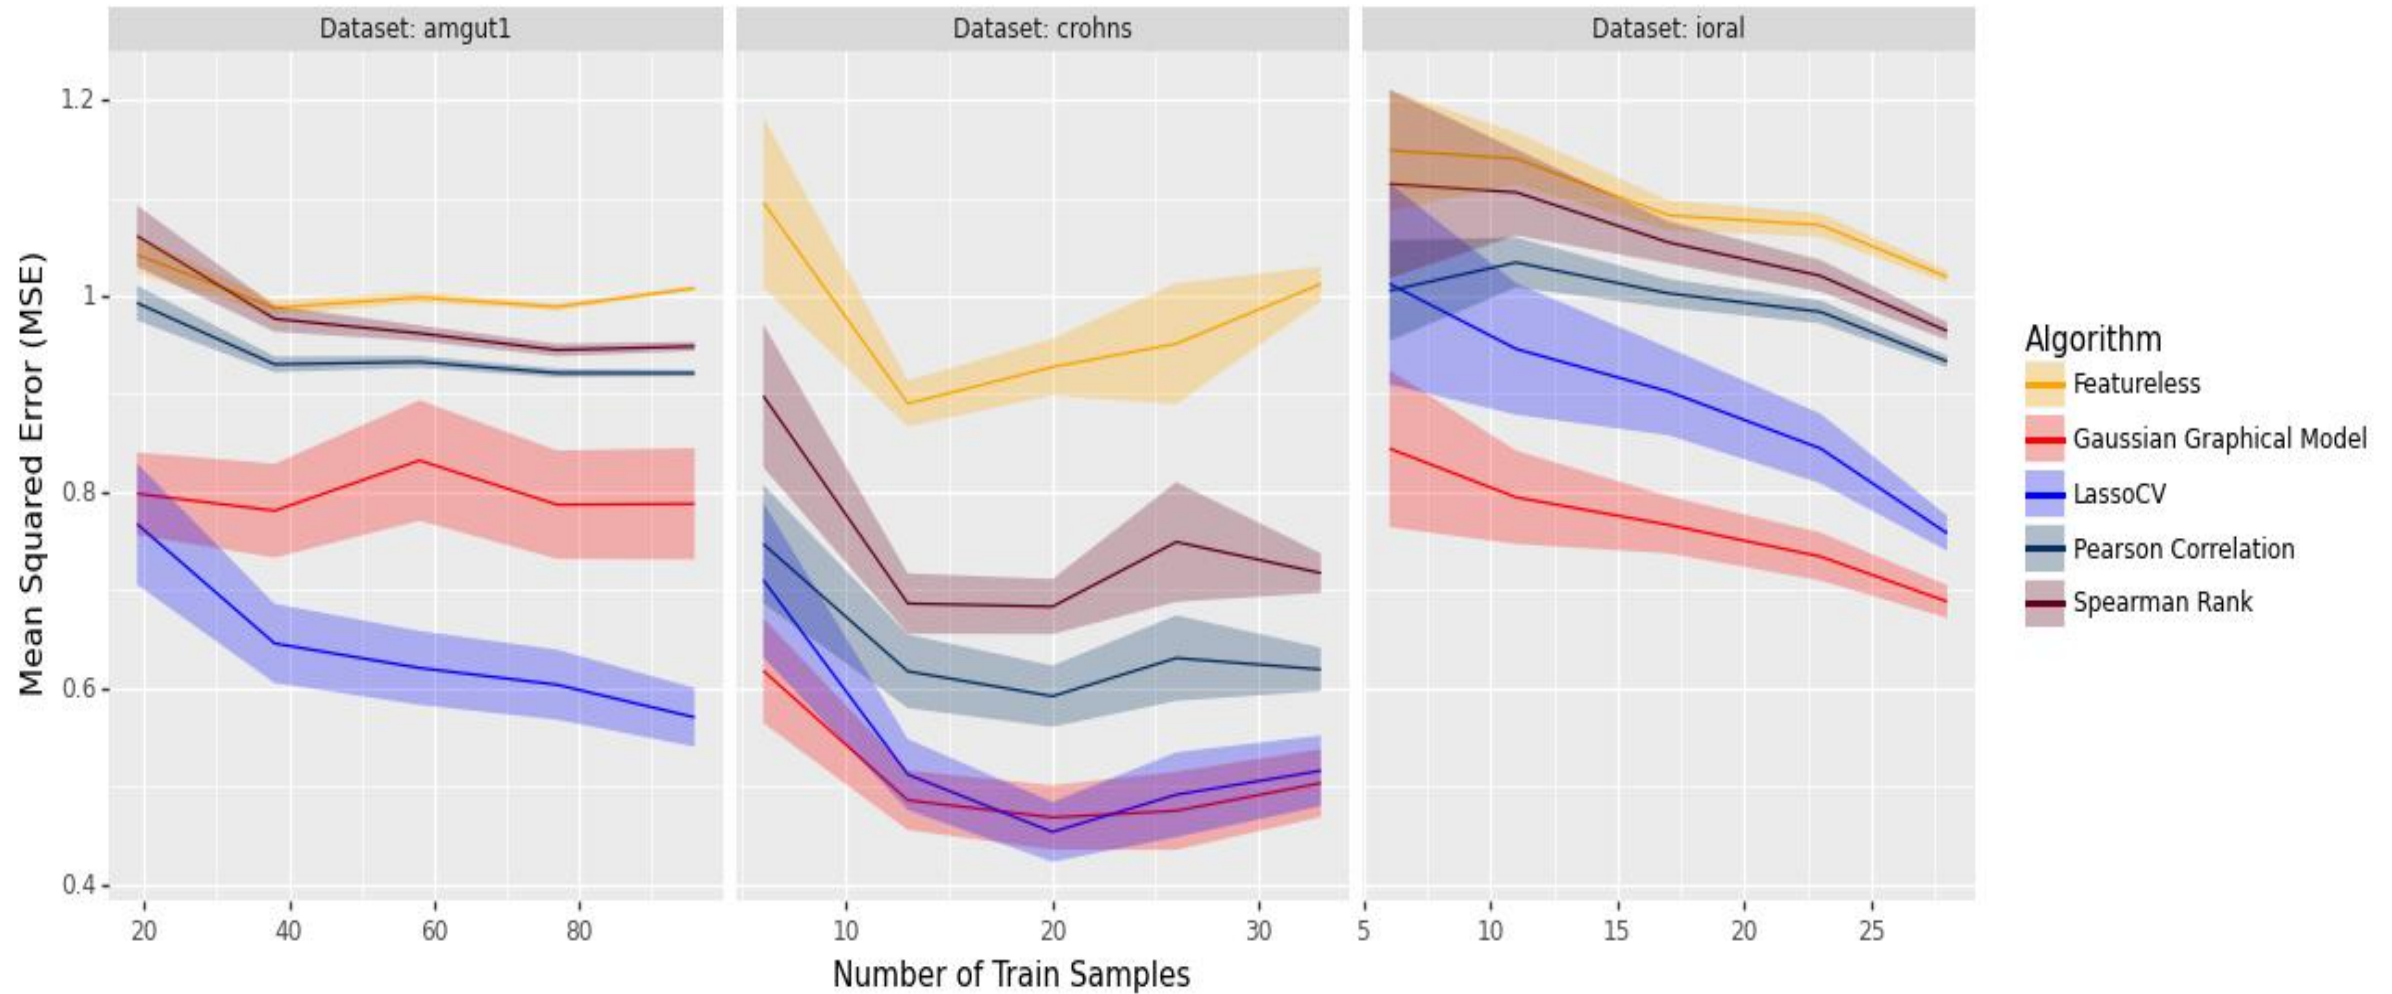 Dataset: amgut1
Dataset: crohns
Dataset: ioral
1.2
1
0.8
0.6
0.4
Mean Squared Error (MSE)
20 40 60 80
10 20 30
5 10 15 20 25
Number of Train Samples
Algorithm
Featureless
Gaussian Graphical Model
LassoCV
Pearson Correlation
Spearman Rank